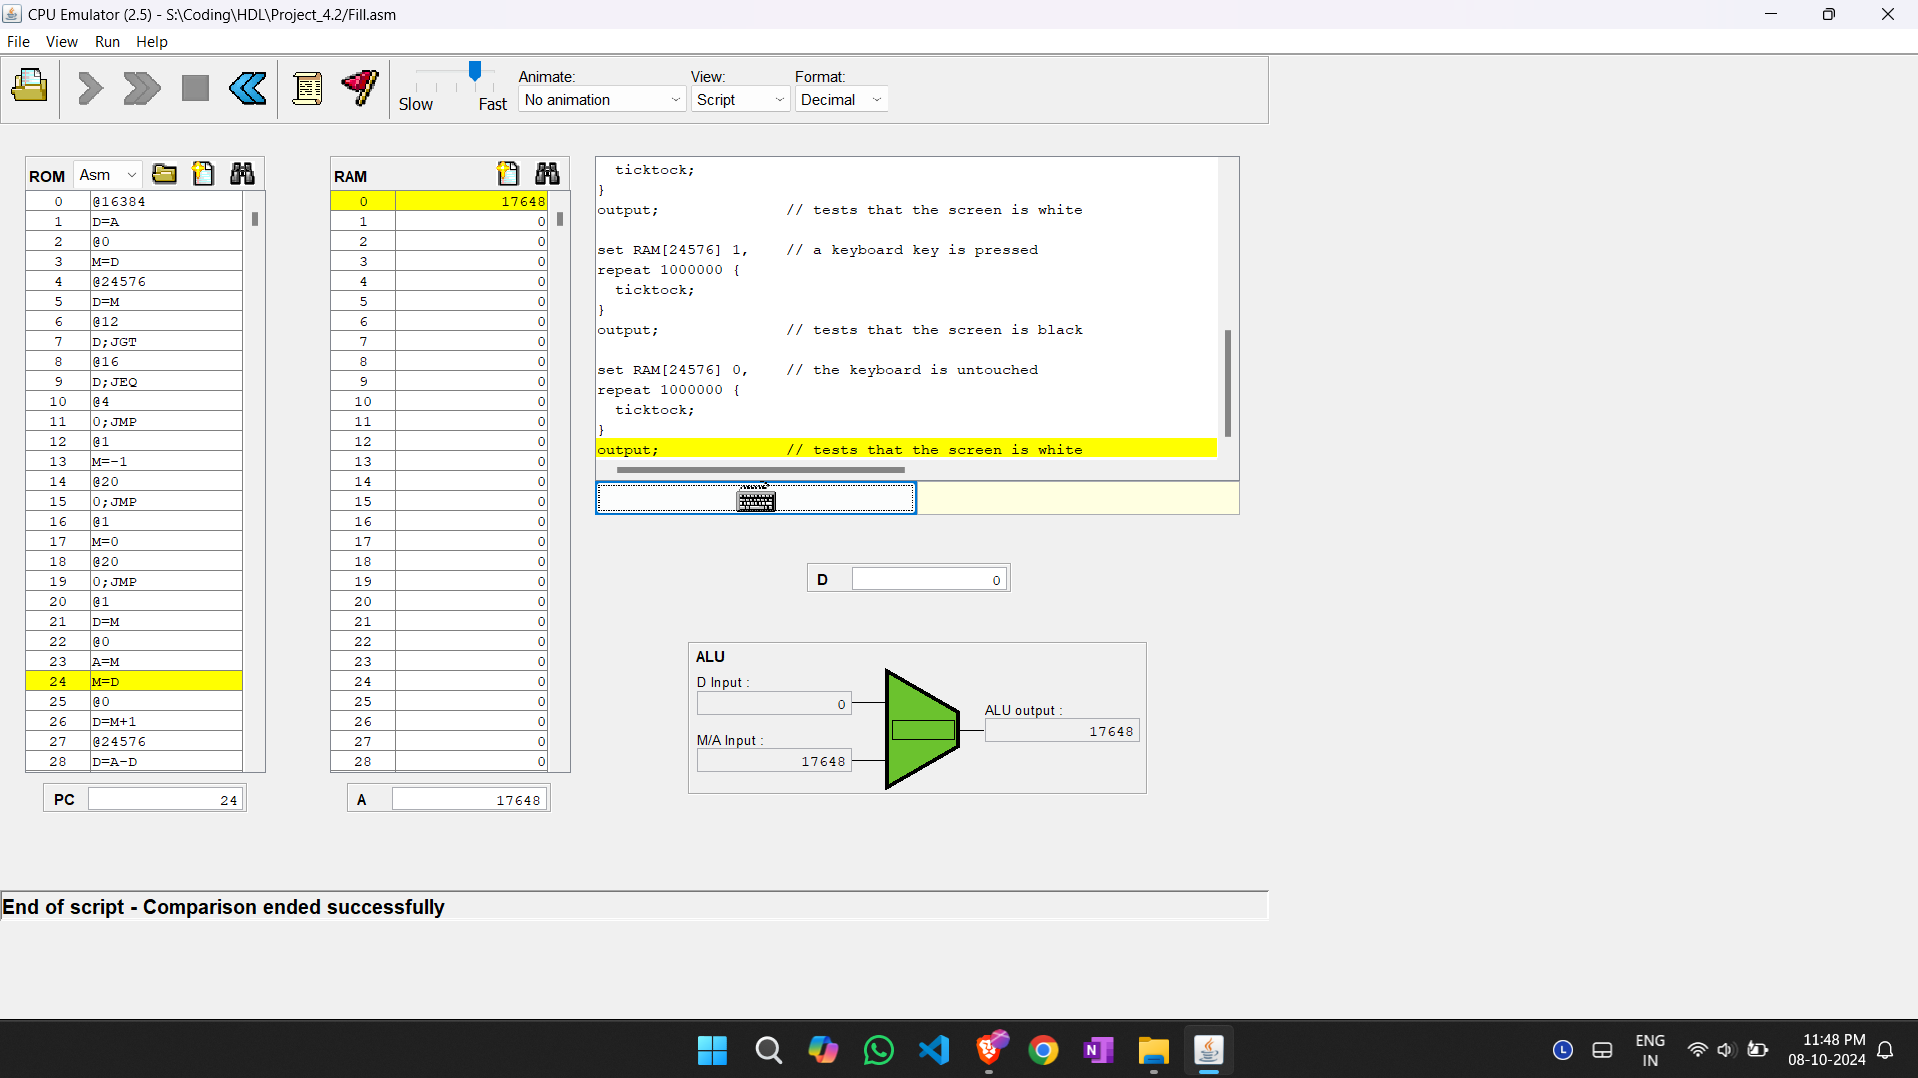 CPU Emulator (2.5) - S:\Coding\HDL\Project_4.2/Fill.asm
File View Run Help
Slow Fast
Animate:
No animation
View:
Script
Format:
Decimal
ROM Asm
0 @16384
1 D=A
2 @0
3 M=D
4 @24576
5 D=M
6 @12
7 D;JGT
8 @16
9 D;JEQ
10 @4
11 0;JMP
12 @1
13 M=-1
14 @20
15 0;JMP
16 @1
17 M=0
18 @20
19 0;JMP
20 @1
21 D=M
22 @0
23 A=M
24 M=D
25 @0
26 D=M+1
27 @24576
28 D=A-D
PC 24
RAM
0 17648
1 0
2 0
3 0
4 0
5 0
6 0
7 0
8 0
9 0
10 0
11 0
12 0
13 0
14 0
15 0
16 0
17 0
18 0
19 0
20 0
21 0
22 0
23 0
24 0
25 0
26 0
27 0
28 0
A 17648
ticktock;
}
output; // tests that the screen is white
set RAM[24576] 1, // a keyboard key is pressed
repeat 1000000 {
ticktock;
}
output; // tests that the screen is black
set RAM[24576] 0, // the keyboard is untouched
repeat 1000000 {
ticktock;
}
output; // tests that the screen is white
D 0
ALU
D Input :
0
M/A Input :
17648
ALU output :
17648
End of script - Comparison ended successfully
L
ENG
IN
11:48 PM
08-10-2024